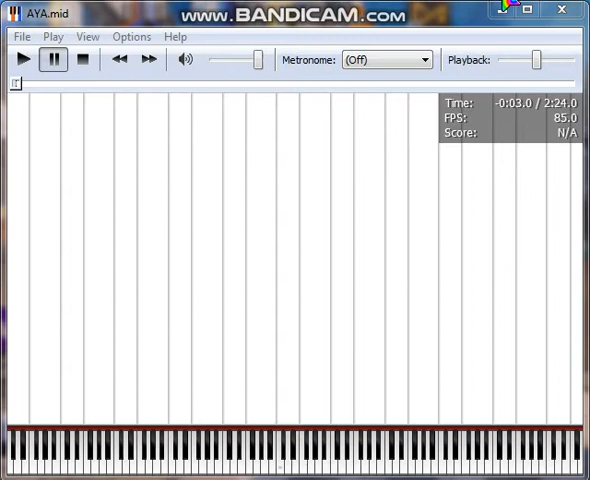 AYA.mid
www.BANDICAM.com
File Play View Options Help
Metronome: (Off) Playback:
Time: -0:03.0 / 2:24.0
FPS: 85.0
Score: N/A